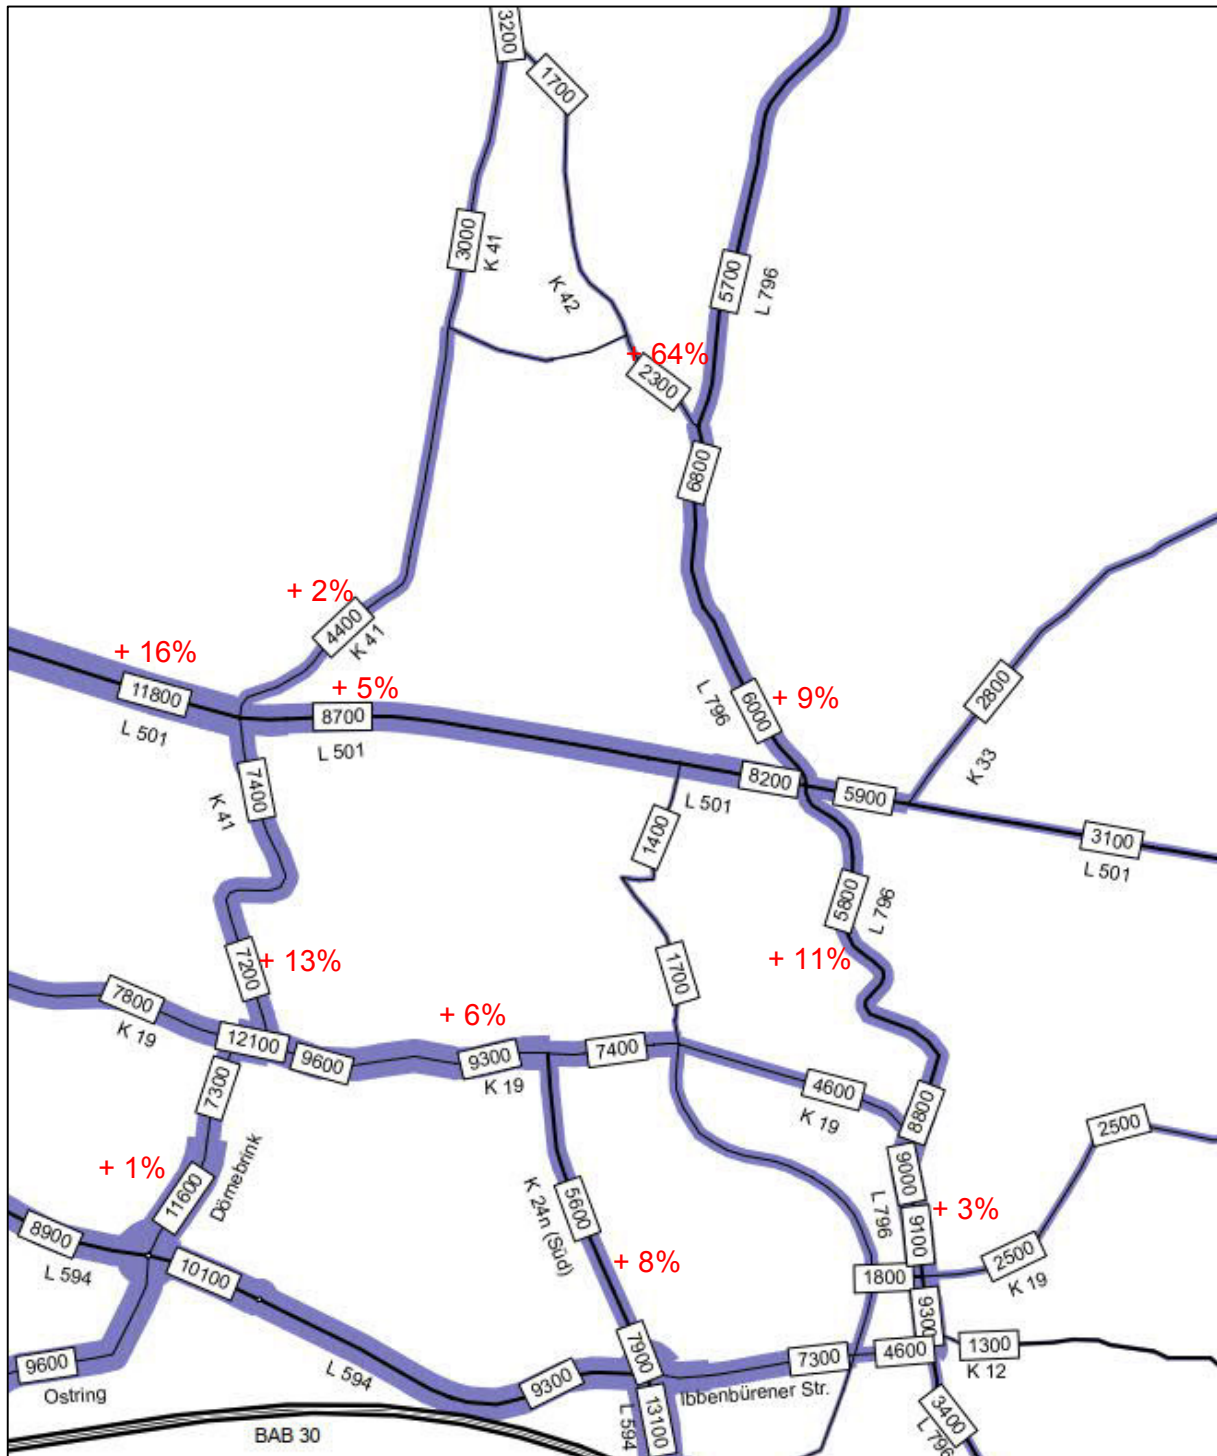 3200
1700
3000
K 41
K 42
5700
L 796
+ 64%
2300
6800
+ 2%
4400
K 41
+ 16%
11800
L 501
+ 5%
8700
L 501
L 796
6000
+ 9%
2800
K 33
8200
5900
L 501
3100
L 501
7400
K 41
1400
5800
L 796
7200
+ 13%
1700
+ 11%
7800
K 19
12100
9600
+ 6%
9300
K 19
7400
4600
K 19
8800
7300
2500
+ 1%
11600
Dörnebrink
9000
L 796
9100
+ 3%
K 24n (Süd)
5600
+ 8%
8900
L 594
10100
1800
2500
K 19
9300
9600
Ostring
L 594
9300
7900
7300
4600
1300
K 12
Ibbenbürener Str.
13100
L 594
3400
L 796
BAB 30